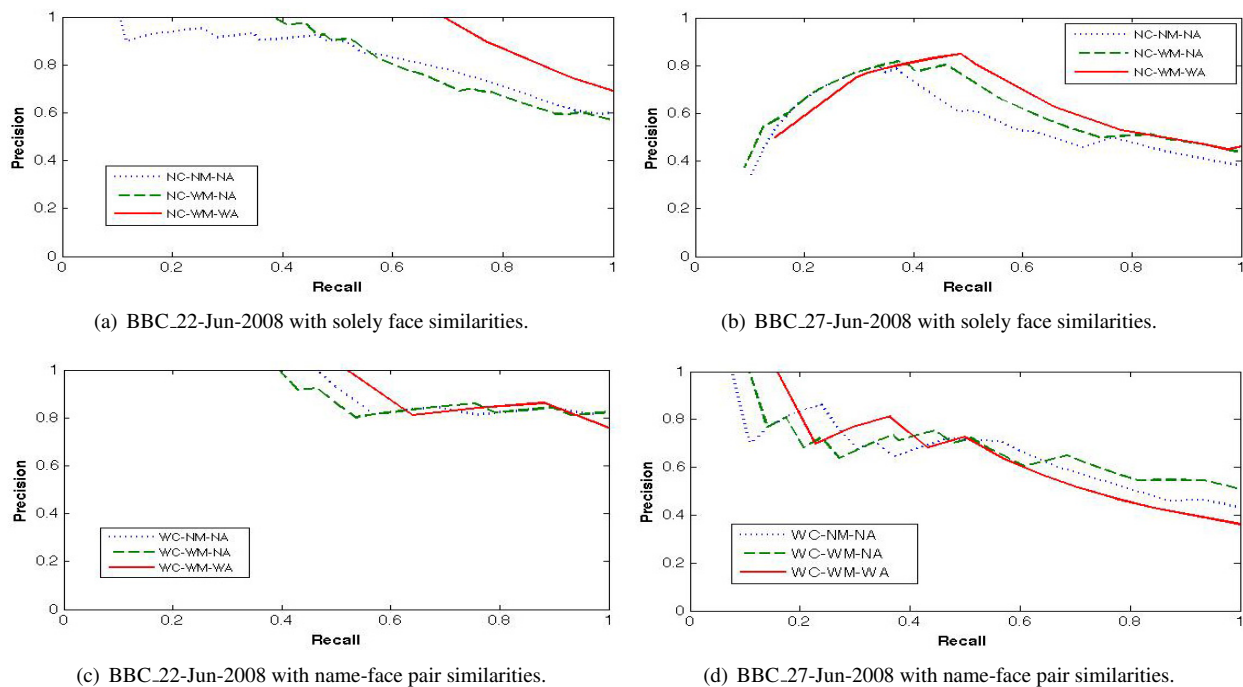 1
0.8
0.6
0.4
0.2
0
Precision
0
0.2
0.4
0.6
0.8
1
Recall
NC-NM-NA
NC-WM-NA
NC-WM-WA
(a) BBC_22-Jun-2008 with solely face similarities.
1
0.8
0.6
0.4
0.2
0
Precision
0
0.2
0.4
0.6
0.8
1
Recall
NC-NM-NA
NC-WM-NA
NC-WM-WA
(b) BBC_27-Jun-2008 with solely face similarities.
1
0.8
0.6
0.4
0.2
0
Precision
0
0.2
0.4
0.6
0.8
1
Recall
WC-NM-NA
WC-WM-NA
WC-WM-WA
(c) BBC_22-Jun-2008 with name-face pair similarities.
1
0.8
0.6
0.4
0.2
0
Precision
0
0.2
0.4
0.6
0.8
1
Recall
WC-NM-NA
WC-WM-NA
WC-WM-WA
(d) BBC_27-Jun-2008 with name-face pair similarities.